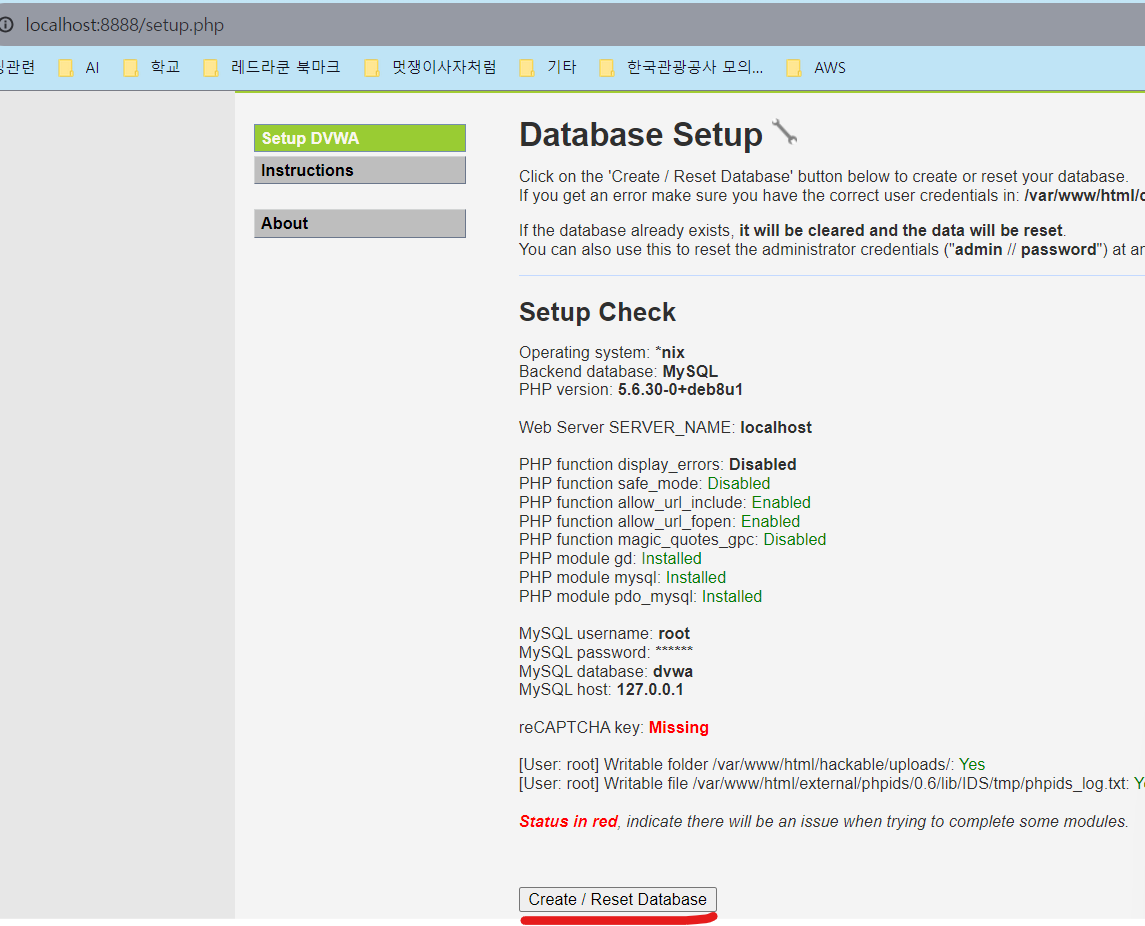 localhost:8888/setup.php
관련 AI 학교 레드라쿤 북마크 멋쟁이사자처럼 기타 한국관광공사 모의... AWS
Setup DVWA
Instructions
About
Database Setup
Click on the 'Create / Reset Database' button below to create or reset your database.
If you get an error make sure you have the correct user credentials in: /var/www/html/
If the database already exists, it will be cleared and the data will be reset.
You can also use this to reset the administrator credentials ("admin // password") at
Setup Check
Operating system: *nix
Backend database: MySQL
PHP version: 5.6.30-0+deb8u1
Web Server SERVER_NAME: localhost
PHP function display_errors: Disabled
PHP function safe_mode: Disabled
PHP function allow_url_include: Enabled
PHP function allow_url_fopen: Enabled
PHP function magic_quotes_gpc: Disabled
PHP module gd: Installed
PHP module mysql: Installed
PHP module pdo_mysql: Installed
MySQL username: root
MySQL password: ******
MySQL database: dvwa
MySQL host: 127.0.0.1
reCAPTCHA key: Missing
[User: root] Writable folder /var/www/html/hackable/uploads/: Yes
[User: root] Writable file /var/www/html/external/phpids/0.6/lib/IDS/tmp/phpids_log.txt:
Status in red, indicate there will be an issue when trying to complete some modules.
Create / Reset Database